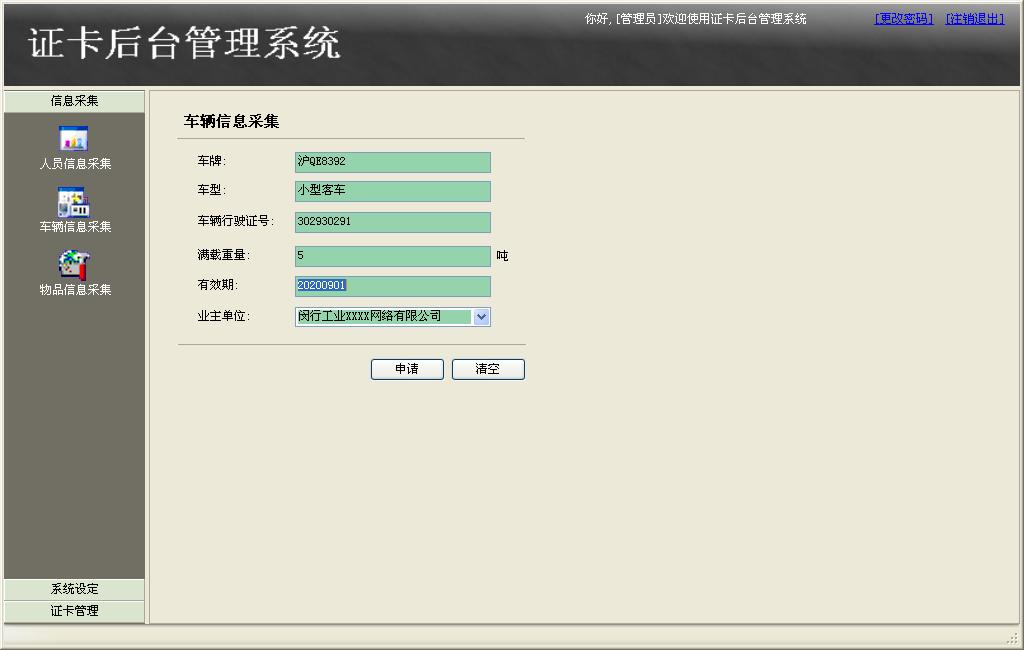 你好, [管理员]欢迎使用证卡后台管理系统 [更改密码] [注销退出]
证卡后台管理系统
信息采集
人员信息采集
车辆信息采集
物品信息采集
系统设定
证卡管理
车辆信息采集
车牌: 沪QE8392
车型: 小型客车
车辆行驶证号: 302930291
满载重量: 5 吨
有效期: 20200901
业主单位: 闵行工业XXXX网络有限公司
申请 清空